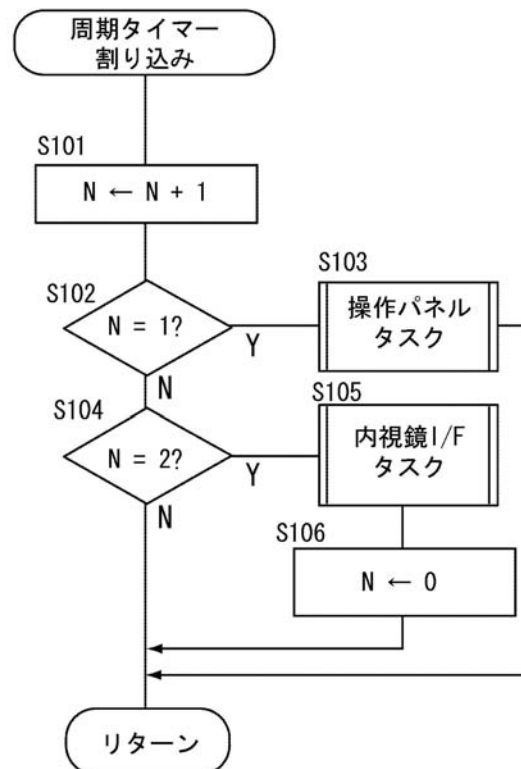 周期タイマー
割り込み
S101
N ← N + 1
S102
N = 1?
Y
N
S103
操作パネル
タスク
S104
N = 2?
Y
N
S105
内視鏡I/F
タスク
S106
N ← 0
リターン